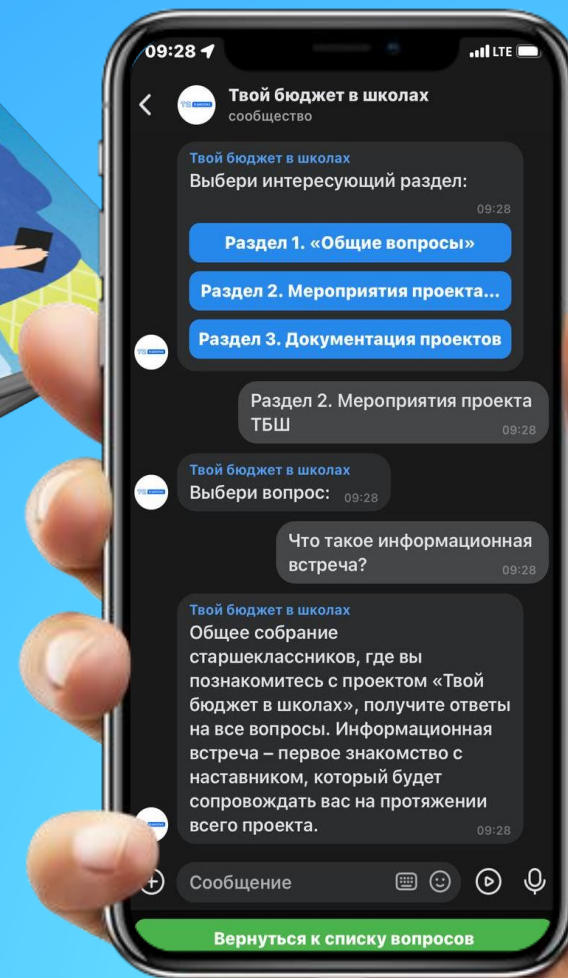 09:28
LTE
Твой бюджет в школах
сообщество
Твой бюджет в школах
Выбери интересующий раздел:
09:28
Раздел 1. «Общие вопросы»
Раздел 2. Мероприятия проекта...
Раздел 3. Документация проектов
Раздел 2. Мероприятия проекта
ТБШ
09:28
Твой бюджет в школах
Выбери вопрос:
09:28
Что такое информационная
встреча?
09:28
Твой бюджет в школах
Общее собрание
старшеклассников, где вы
познакомитесь с проектом «Твой
бюджет в школах», получите ответы
на все вопросы. Информационная
встреча – первое знакомство с
наставником, который будет
сопровождать вас на протяжении
всего проекта.
09:28
Сообщение
Вернуться к списку вопросов